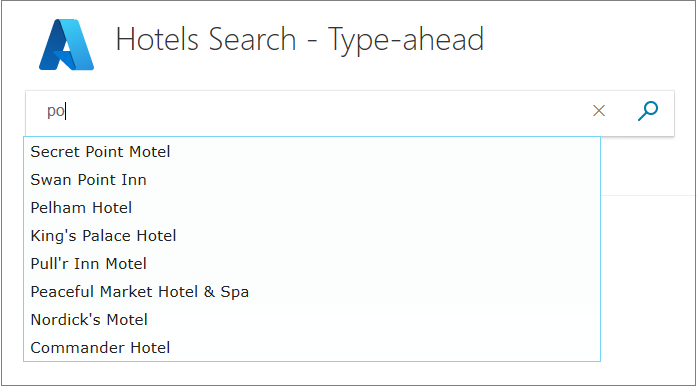 Hotels Search - Type-ahead
po
Secret Point Motel
Swan Point Inn
Pelham Hotel
King's Palace Hotel
Pull'r Inn Motel
Peaceful Market Hotel & Spa
Nordick's Motel
Commander Hotel